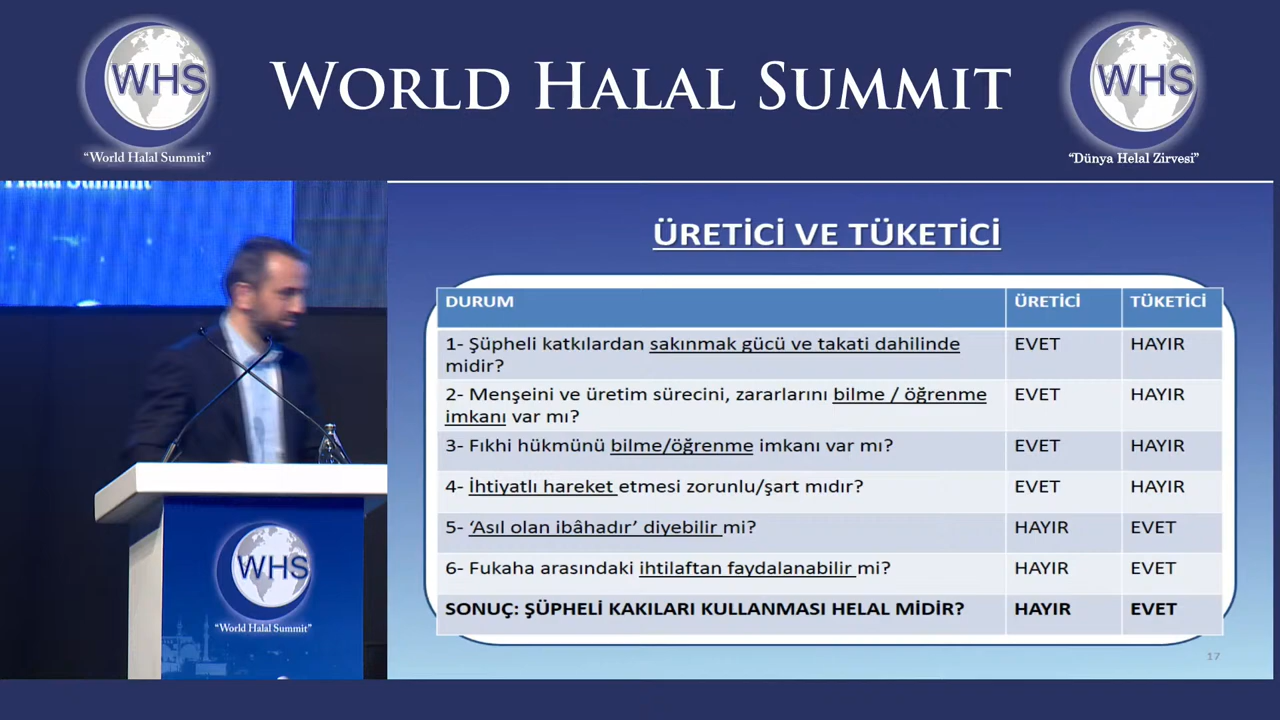 WHS
"World Halal Summit"
WORLD HALAL SUMMIT
WHS
"Dünya Helal Zirvesi"
Halal Summit
ÜRETİCİ VE TÜKETİCİ
DURUM ÜRETİCİ TÜKETİCİ
1- Şüpheli katkılardan sakınmak gücü ve takati dahilinde EVET HAYIR
midir?
2- Menşeini ve üretim sürecini, zararlarını bilme / öğrenme EVET HAYIR
imkanı var mı?
3- Fıkhi hükmünü bilme/öğrenme imkanı var mı? EVET HAYIR
4- İhtiyatlı hareket etmesi zorunlu/şart mıdır? EVET HAYIR
5- ‘Asıl olan ibâhadır’ diyebilir mi? HAYIR EVET
6- Fukaha arasındaki ihtilaftan faydalanabilir mi? HAYIR EVET
SONUÇ: ŞÜPHELİ KAKILARI KULLANMASI HELAL MİDİR? HAYIR EVET
17
WHS
"World Halal Summit"